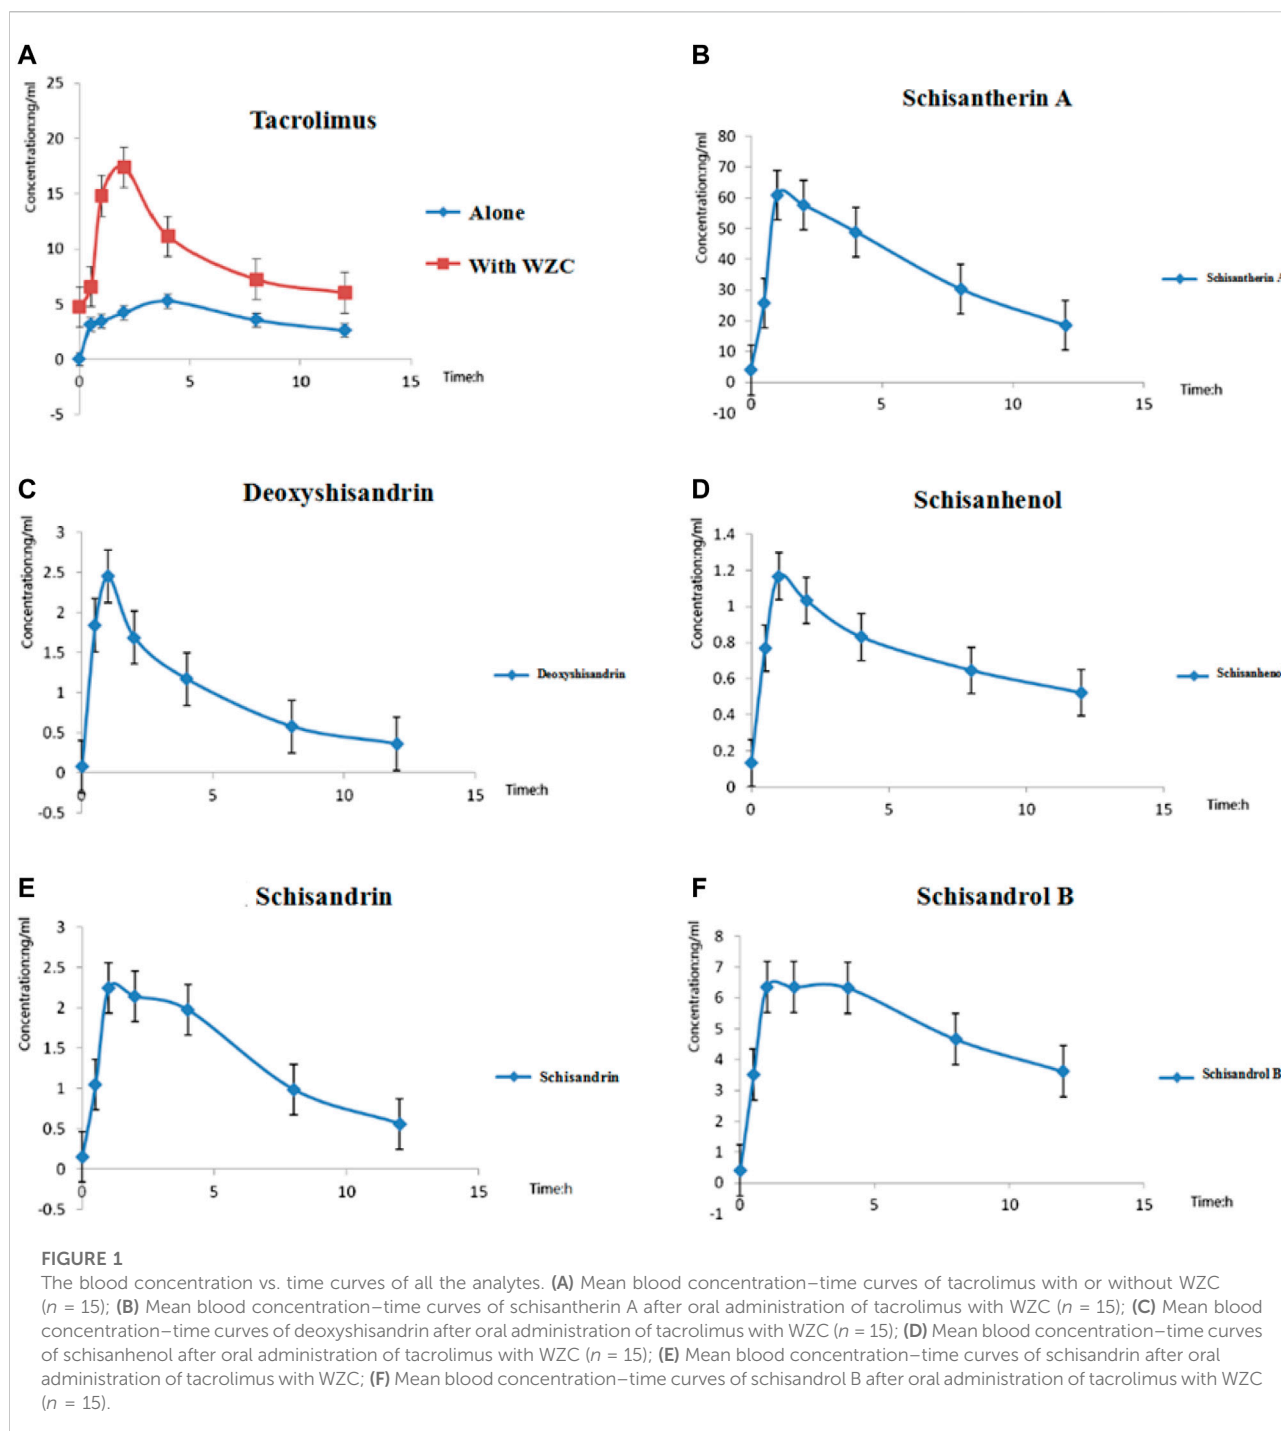 A
Tacrolimus
Concentration:ng/ml
25
20
15
10
5
0
-5
0
5
10
15
Time:h
Alone
With WZC
B
Schisantherin A
Concentration:ng/ml
80
70
60
50
40
30
20
10
0
-10
0
5
10
15
Time:h
Schisantherin A
C
Deoxyshisandrin
Concentration:ng/ml
3
2.5
2
1.5
1
0.5
0
-0.5
0
5
10
15
Time:h
Deoxyshisandrin
D
Schisanhenol
Concentration:ng/ml
1.4
1.2
1
0.8
0.6
0.4
0.2
0
0
5
10
15
Time:h
Schisanheno
E
Schisandrin
Concentration:ng/ml
3
2.5
2
1.5
1
0.5
0
-0.5
0
5
10
15
Time:h
Schisandrin
F
Schisandrol B
Concentration:ng/ml
8
7
6
5
4
3
2
1
0
-1
0
5
10
15
Time:h
Schisandrol B
FIGURE 1
The blood concentration vs. time curves of all the analytes. (A) Mean blood concentration–time curves of tacrolimus with or without WZC
(n = 15); (B) Mean blood concentration–time curves of schisantherin A after oral administration of tacrolimus with WZC (n = 15); (C) Mean blood
concentration–time curves of deoxyshisandrin after oral administration of tacrolimus with WZC (n = 15); (D) Mean blood concentration–time curves
of schisanhenol after oral administration of tacrolimus with WZC (n = 15); (E) Mean blood concentration–time curves of schisandrin after oral
administration of tacrolimus with WZC; (F) Mean blood concentration–time curves of schisandrol B after oral administration of tacrolimus with WZC
(n = 15).